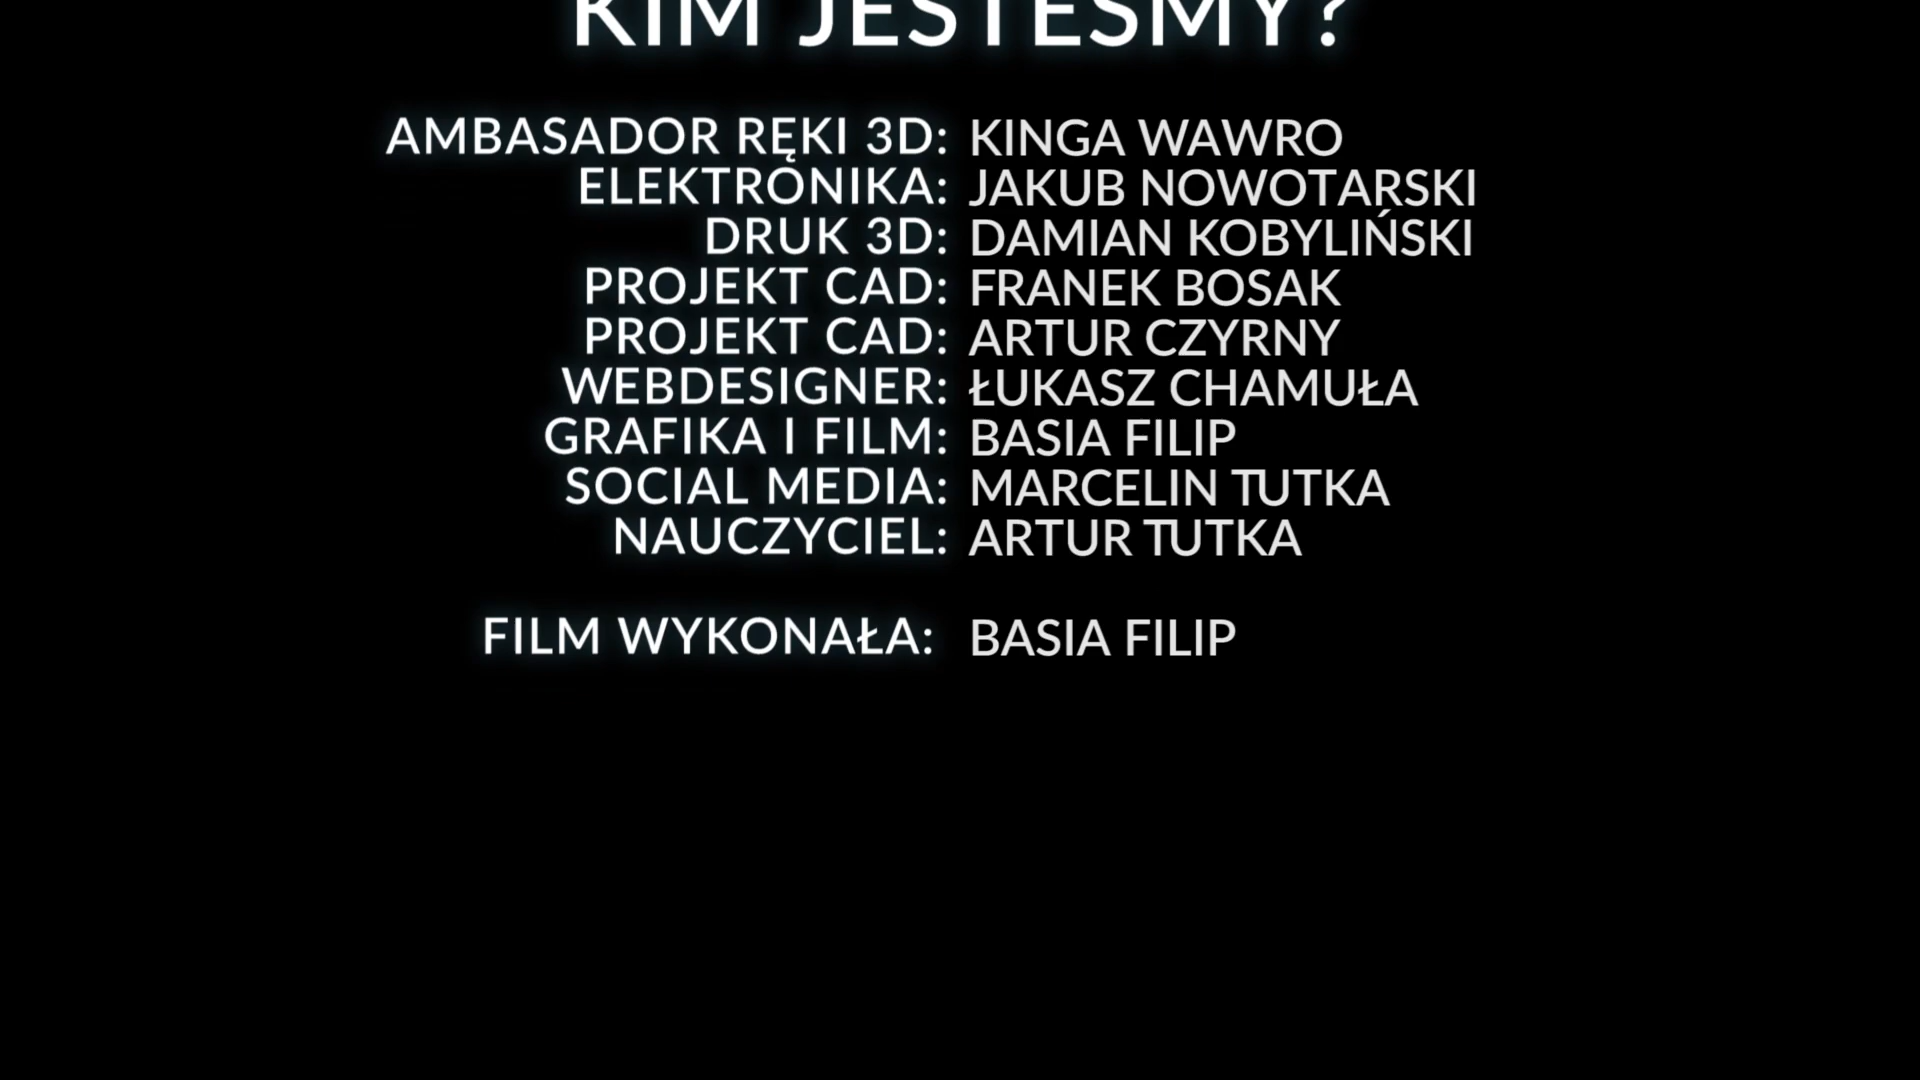 KIM JESTEŚMY?
AMBASADOR RĘKI 3D: KINGA WAWRO
ELEKTRONIKA: JAKUB NOWOTARSKI
DRUK 3D: DAMIAN KOBYLIŃSKI
PROJEKT CAD: FRANEK BOSAK
PROJEKT CAD: ARTUR CZYRNY
WEBDESIGNER: ŁUKASZ CHAMUŁA
GRAFIKA I FILM: BASIA FILIP
SOCIAL MEDIA: MARCELIN TUTKA
NAUCZYCIEL: ARTUR TUTKA
FILM WYKONAŁA: BASIA FILIP